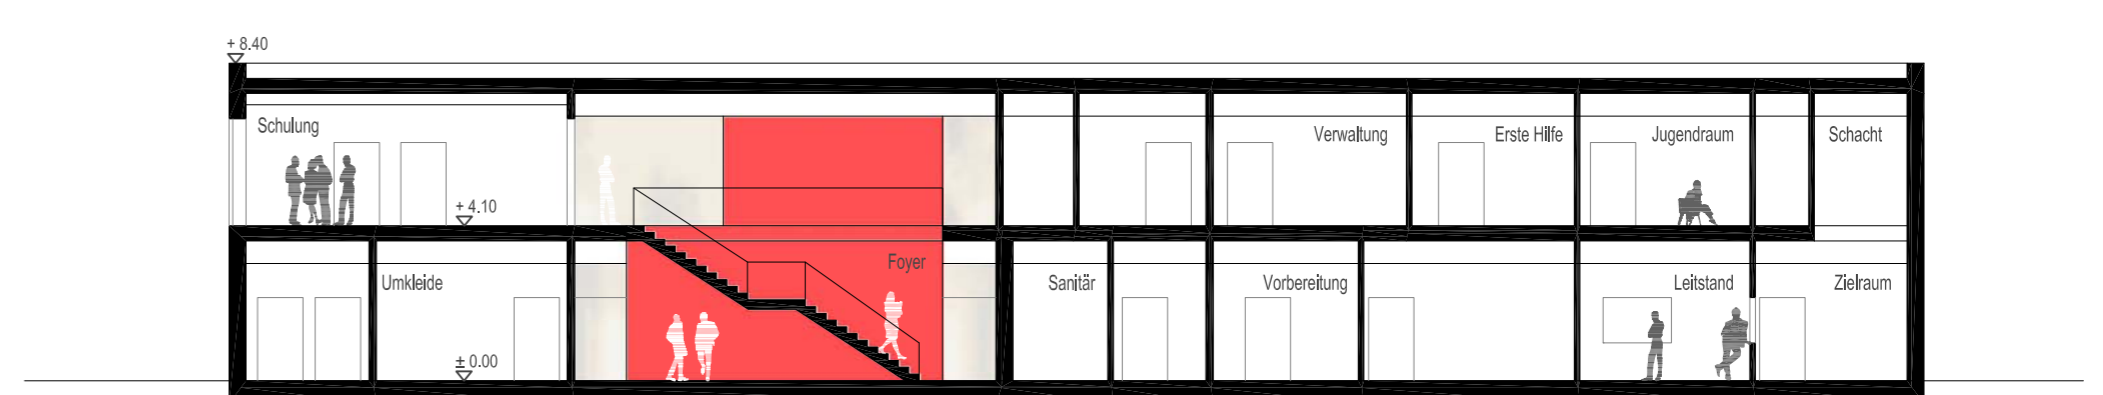 + 8.40
Schulung
Verwaltung
Erste Hilfe
Jugendraum
Schacht
+ 4.10
Foyer
Umkleide
Sanitär
Vorbereitung
Leitstand
Zielraum
± 0.00